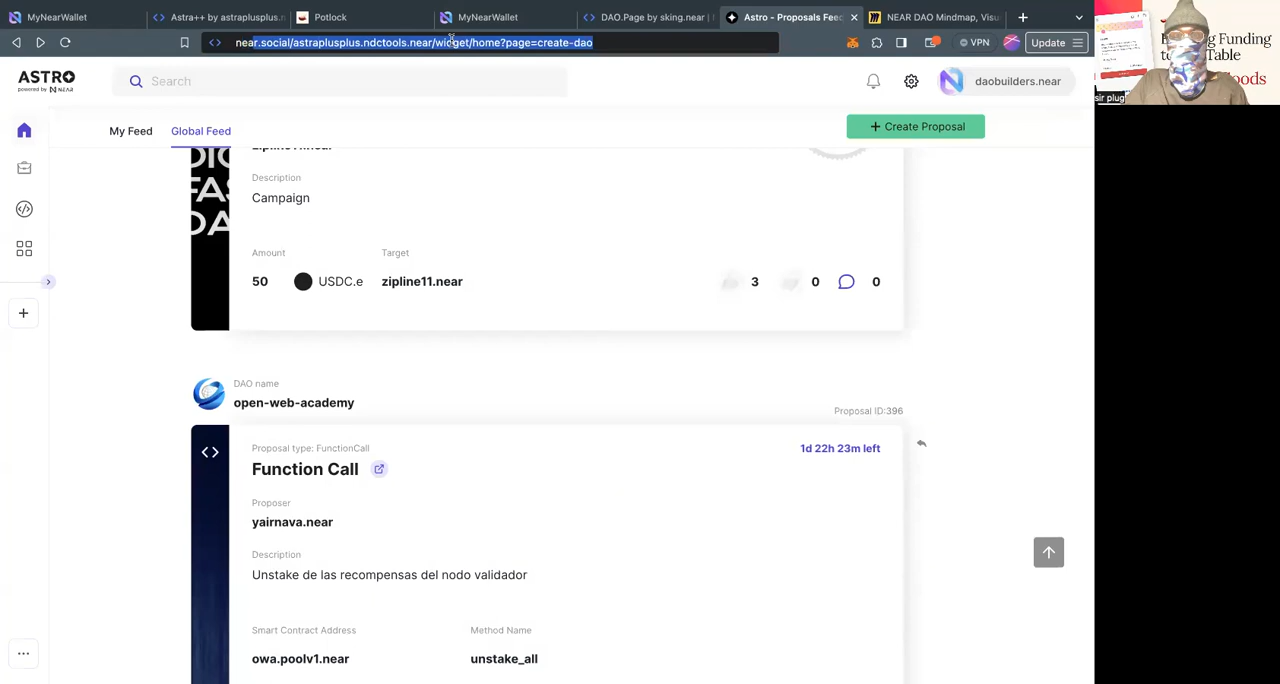 MyNearWallet
Astra++ by astraplusplus.n
Potlock
MyNearWallet
DAO.Page by sking.near |
Astro - Proposals Feed
NEAR DAO Mindmap, Visu
near.social/astraplusplus.ndctools.near/widget/home?page=create-dao
VPN
Update
ASTRO
powered by NEAR
Search
daobuilders.near
My Feed
Global Feed
+ Create Proposal
Description
Campaign
Amount
Target
50
USDC.e
zipline11.near
3
0
0
DAO name
open-web-academy
Proposal ID:396
Proposal type: FunctionCall
1d 22h 23m left
Function Call
Proposer
yairnava.near
Description
Unstake de las recompensas del nodo validador
Smart Contract Address
Method Name
owa.poolv1.near
unstake_all
g Funding
to Table
ods
sir plug